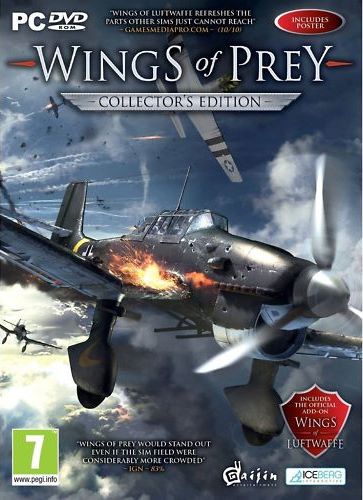 PC DVD
ROM
"WINGS OF LUFTWAFFE REFRESHES THE
PARTS OTHER SIMS JUST CANNOT REACH"
- GAMESMEDIAPRO.COM - (10/10)
INCLUDES
POSTER
WINGS of PREY
COLLECTOR'S EDITION
INCLUDES
THE OFFICIAL
ADD-ON
WINGS
of
LUFTWAFFE
7
www.pegi.info
"WINGS OF PREY WOULD STAND OUT
EVEN IF THE SIM FIELD WERE
CONSIDERABLY MORE CROWDED"
- IGN - 83%
Gaijin
ICEBERG
INTERACTIVE